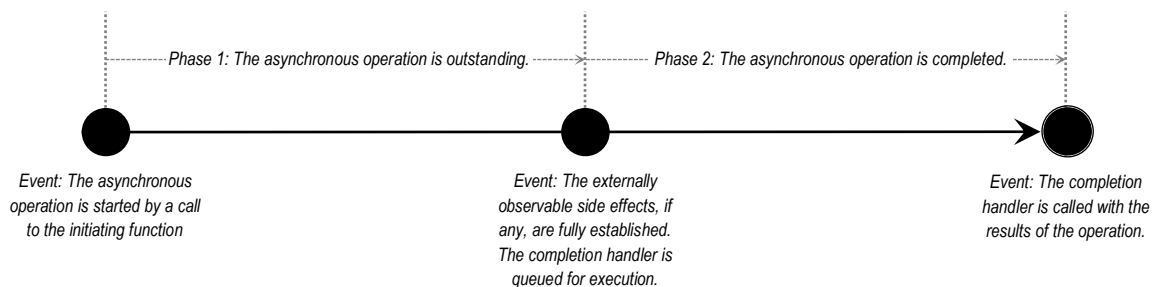 Phase 1: The asynchronous operation is outstanding.
Phase 2: The asynchronous operation is completed.
Event: The asynchronous
operation is started by a call
to the initiating function
Event: The externally
observable side effects, if
any, are fully established.
The completion handler is
queued for execution.
Event: The completion
handler is called with the
results of the operation.